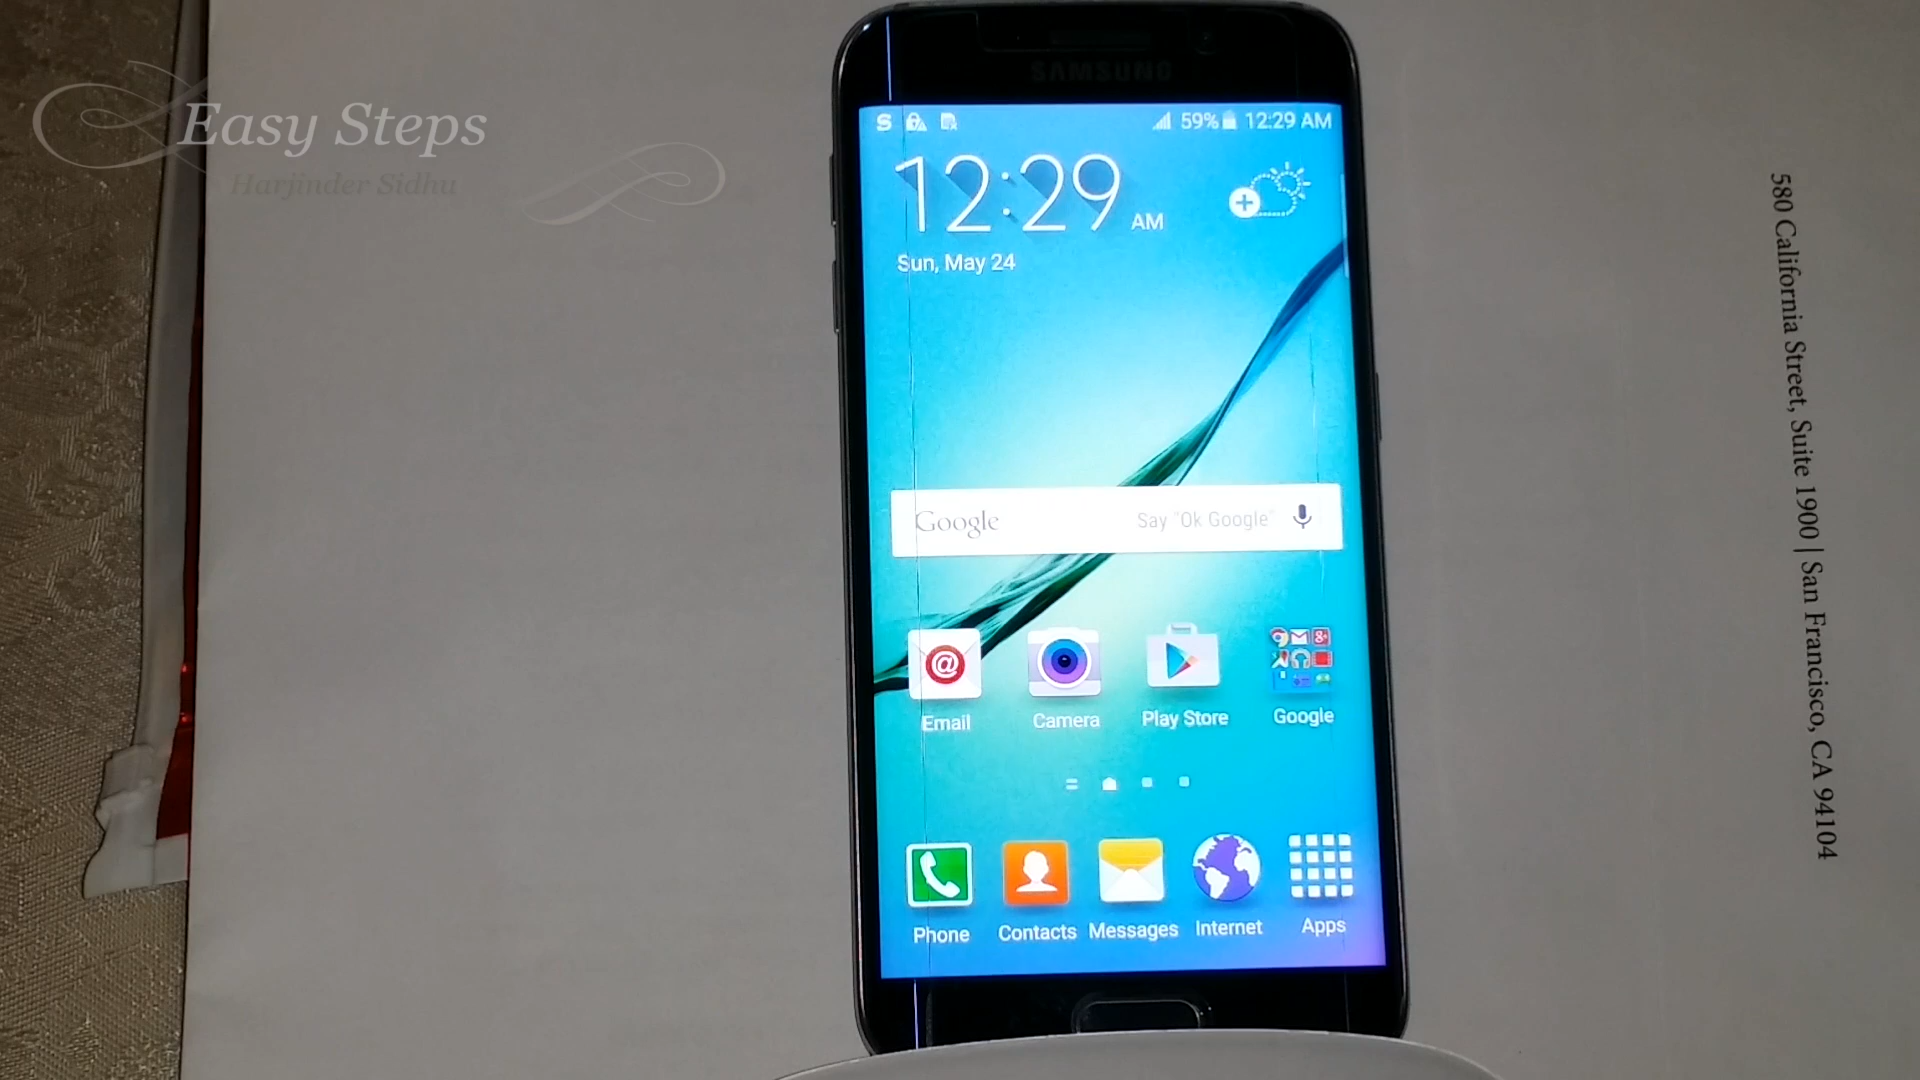 Easy Steps
Harjinder Sidhu
SAMSUNG
59% 12:29 AM
12:29 AM
Sun, May 24
Google Say "Ok Google"
Email Camera Play Store Google
Phone Contacts Messages Internet Apps
580 California Street, Suite 1900 | San Francisco, CA 94104